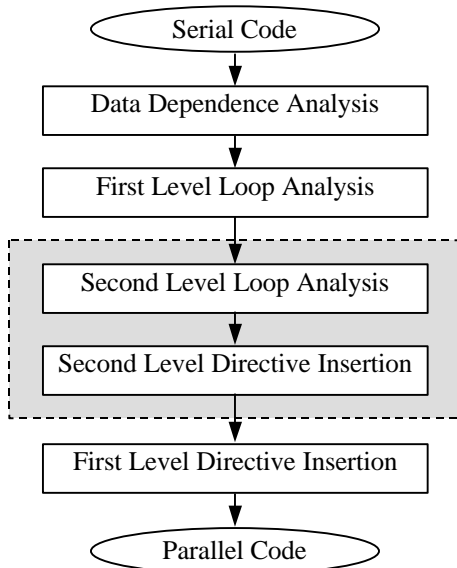 Serial Code
Data Dependence Analysis
First Level Loop Analysis
Second Level Loop Analysis
Second Level Directive Insertion
First Level Directive Insertion
Parallel Code